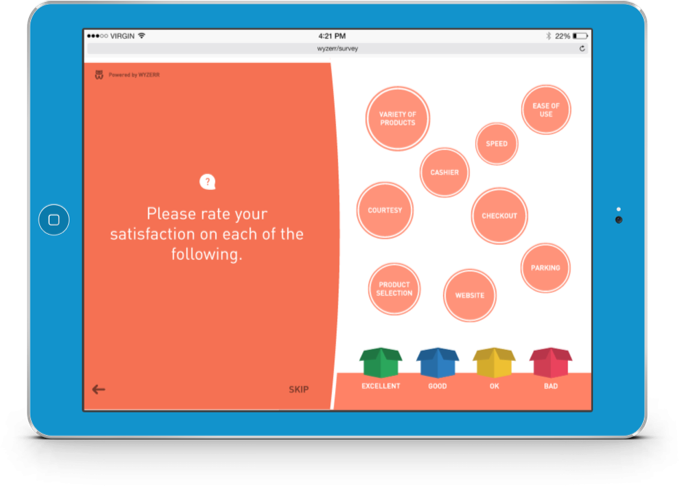 VIRGIN
4:21 PM
22%
wyzerr/survey
Powered by WYZERR
?
Please rate your
satisfaction on each of the
following.
SKIP
VARIETY OF
PRODUCTS
EASE OF
USE
SPEED
CASHIER
COURTESY
CHECKOUT
PARKING
PRODUCT
SELECTION
WEBSITE
EXCELLENT
GOOD
OK
BAD